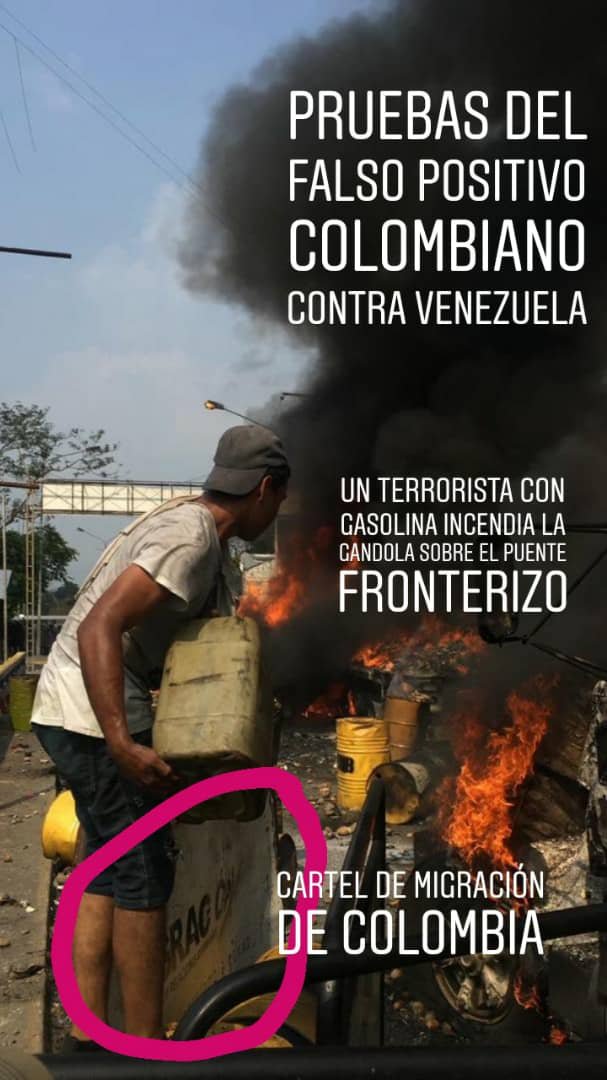 PRUEBAS DEL
FALSO POSITIVO
COLOMBIANO
CONTRA VENEZUELA
UN TERRORISTA CON
GASOLINA INCENDIA LA
GANDOLA SOBRE EL PUENTE
FRONTERIZO
CARTEL DE MIGRACIÓN
DE COLOMBIA